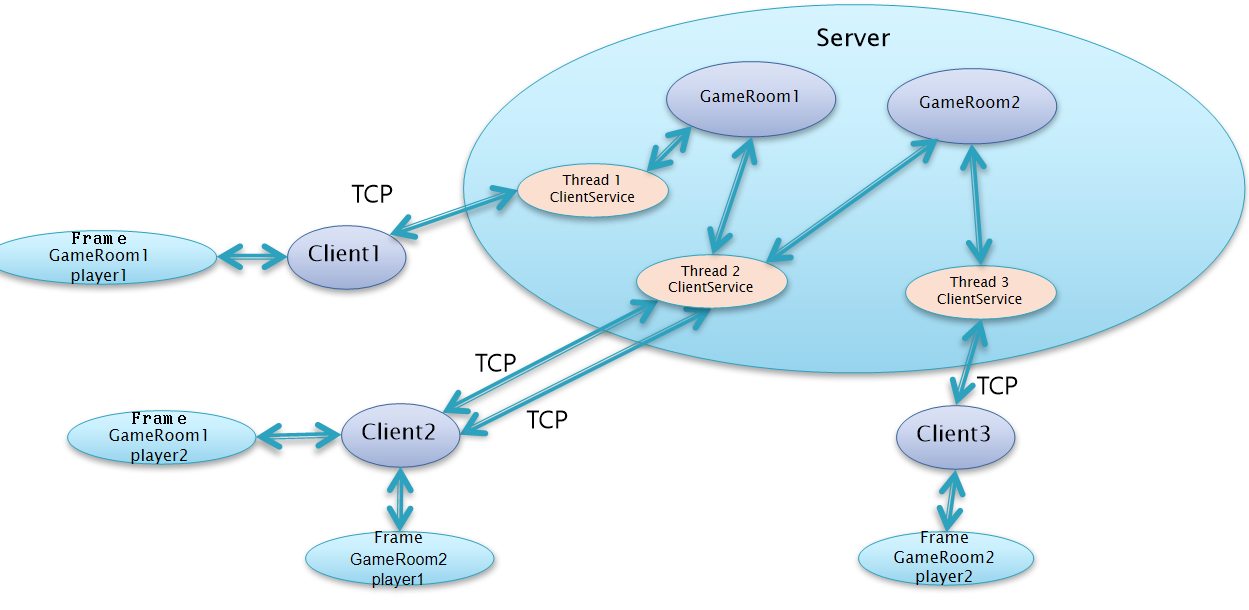 Server
GameRoom1
GameRoom2
Thread 1
ClientService
TCP
Frame
GameRoom1
player1
Client1
Thread 2
ClientService
Thread 3
ClientService
TCP
TCP
TCP
Frame
GameRoom1
player2
Client2
Client3
Frame
GameRoom2
player1
Frame
GameRoom2
player2